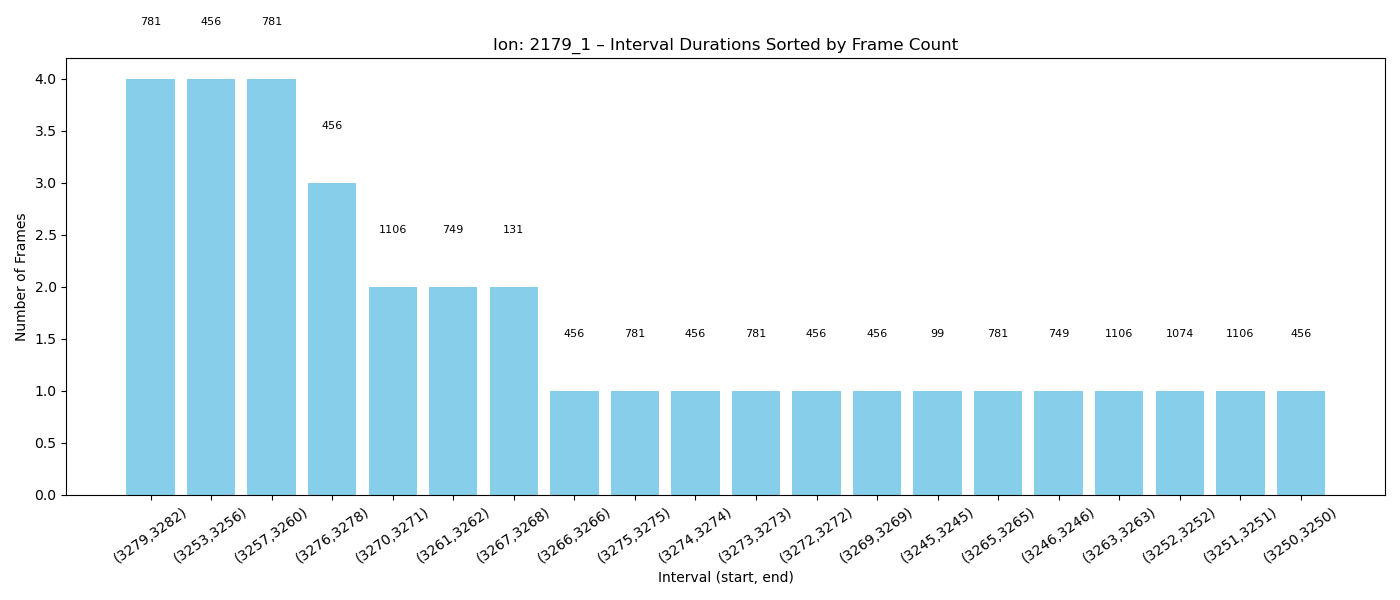 781 456 781
Ion: 2179_1 – Interval Durations Sorted by Frame Count
4.0
3.5
3.0
2.5
2.0
1.5
1.0
0.5
0.0
Number of Frames
456
1106 749 131
456 781 456 781 456 456 99 781 749 1106 1074 1106 456
(3279,3282) (3253,3256) (3257,3260) (3276,3278) (3270,3271) (3261,3262) (3267,3268) (3266,3266) (3275,3275) (3274,3274) (3273,3273) (3272,3272) (3269,3269) (3245,3245) (3265,3265) (3246,3246) (3263,3263) (3252,3252) (3251,3251) (3250,3250)
Interval (start, end)